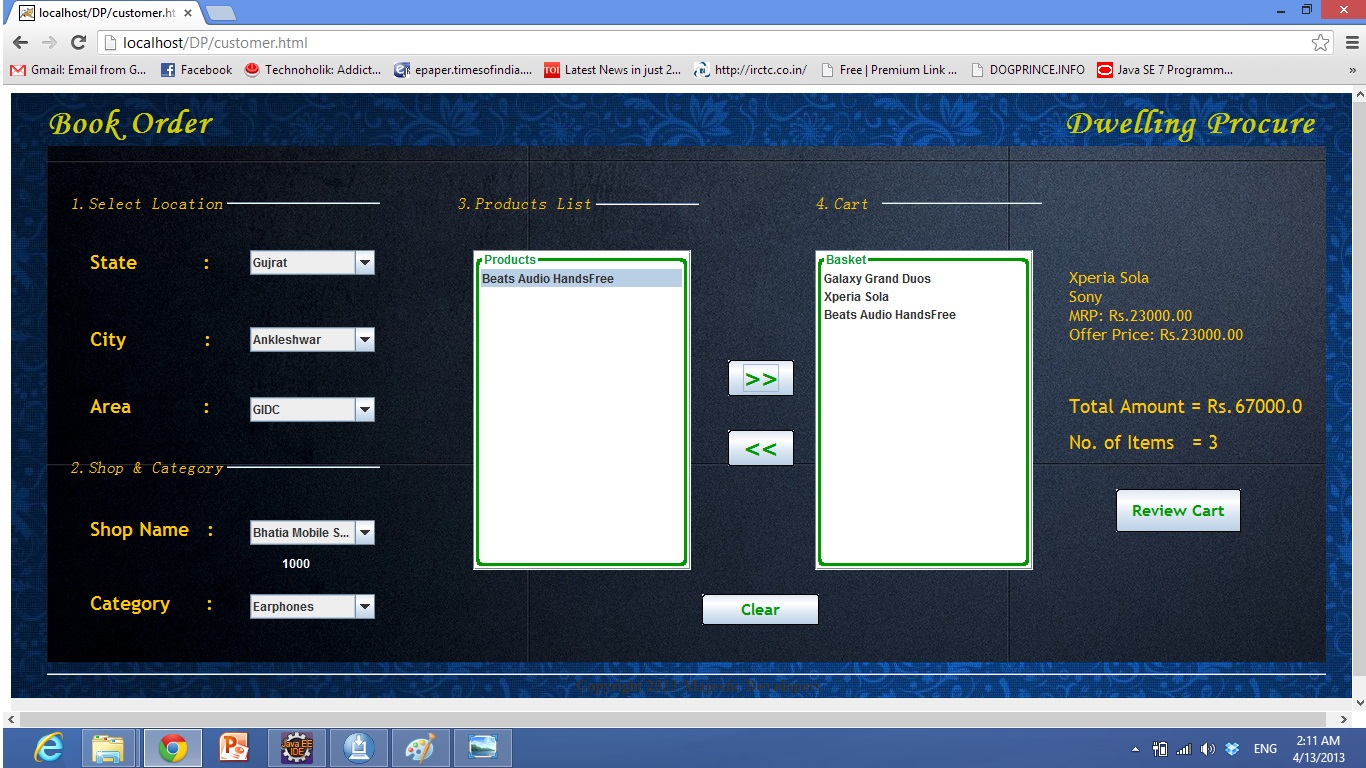 localhost/DP/customer.ht
localhost/DP/customer.html
Gmail: Email from G...
Facebook
Technoholik: Addict...
epaper.timesofindia....
TOI
Latest News in just 2...
http://irctc.co.in/
Free | Premium Link ...
DOGPRINCE.INFO
Java SE 7 Programm...
»
Book Order
Dwelling Procure
1.Select Location
3.Products List
4.Cart
State :
Gujrat
Products
Beats Audio HandsFree
Basket
Galaxy Grand Duos
Xperia Sola
Beats Audio HandsFree
Xperia Sola
Sony
MRP: Rs.23000.00
Offer Price: Rs.23000.00
City :
Ankleshwar
>>
Area :
GIDC
Total Amount = Rs.67000.0
<<
No. of Items = 3
2.Shop & Category
Review Cart
Shop Name :
Bhatia Mobile S...
1000
Category :
Earphones
Clear
Java EE
IDE
ENG
2:11 AM
4/13/2013